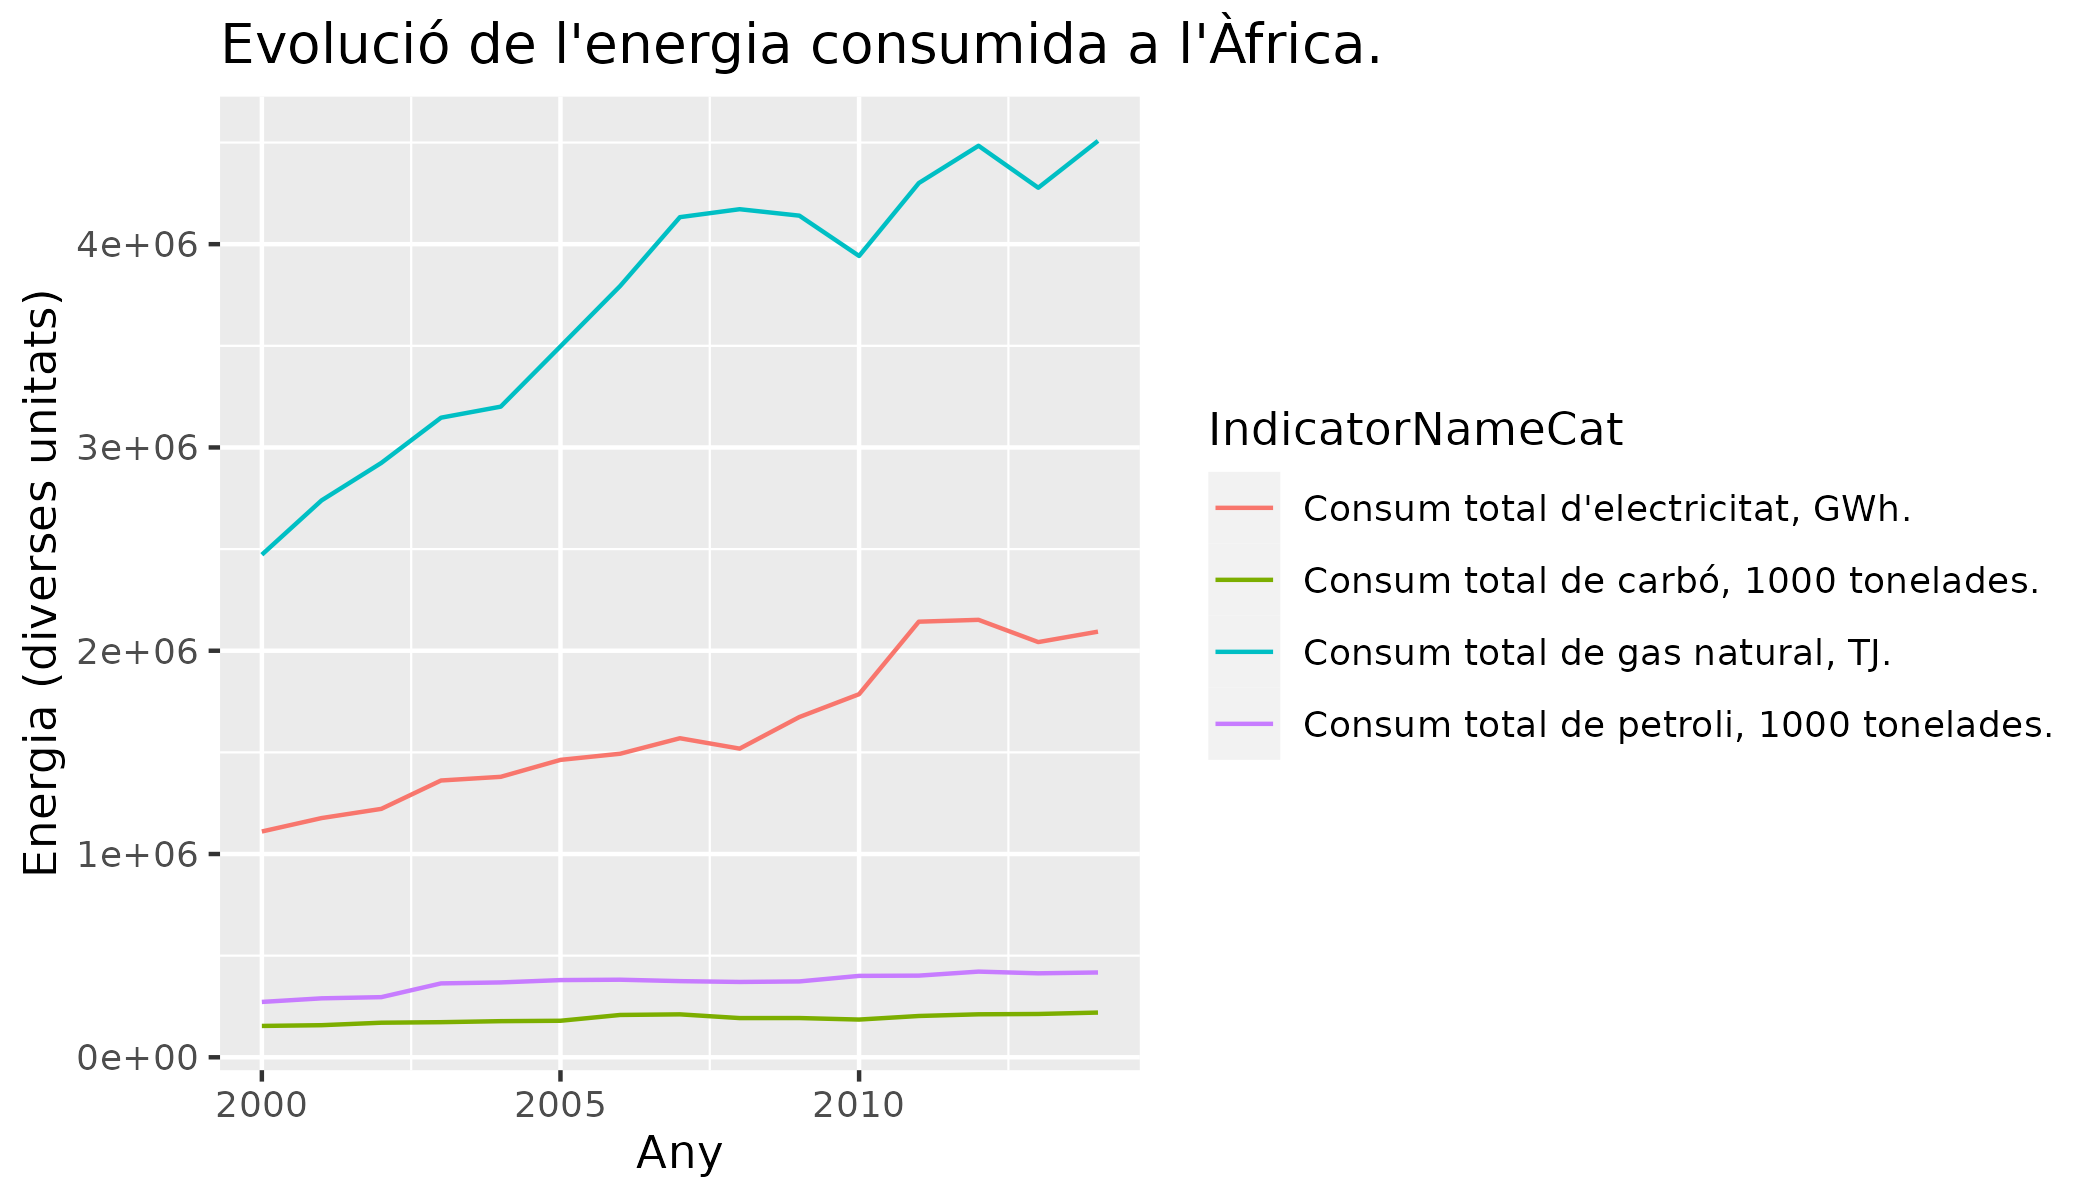 Evolució de l'energia consumida a l'Àfrica.
Energia (diverses unitats)
4e+06
3e+06
2e+06
1e+06
0e+00
2000 2005 2010
Any
IndicatorNameCat
Consum total d'electricitat, GWh.
Consum total de carbó, 1000 tonelades.
Consum total de gas natural, TJ.
Consum total de petroli, 1000 tonelades.